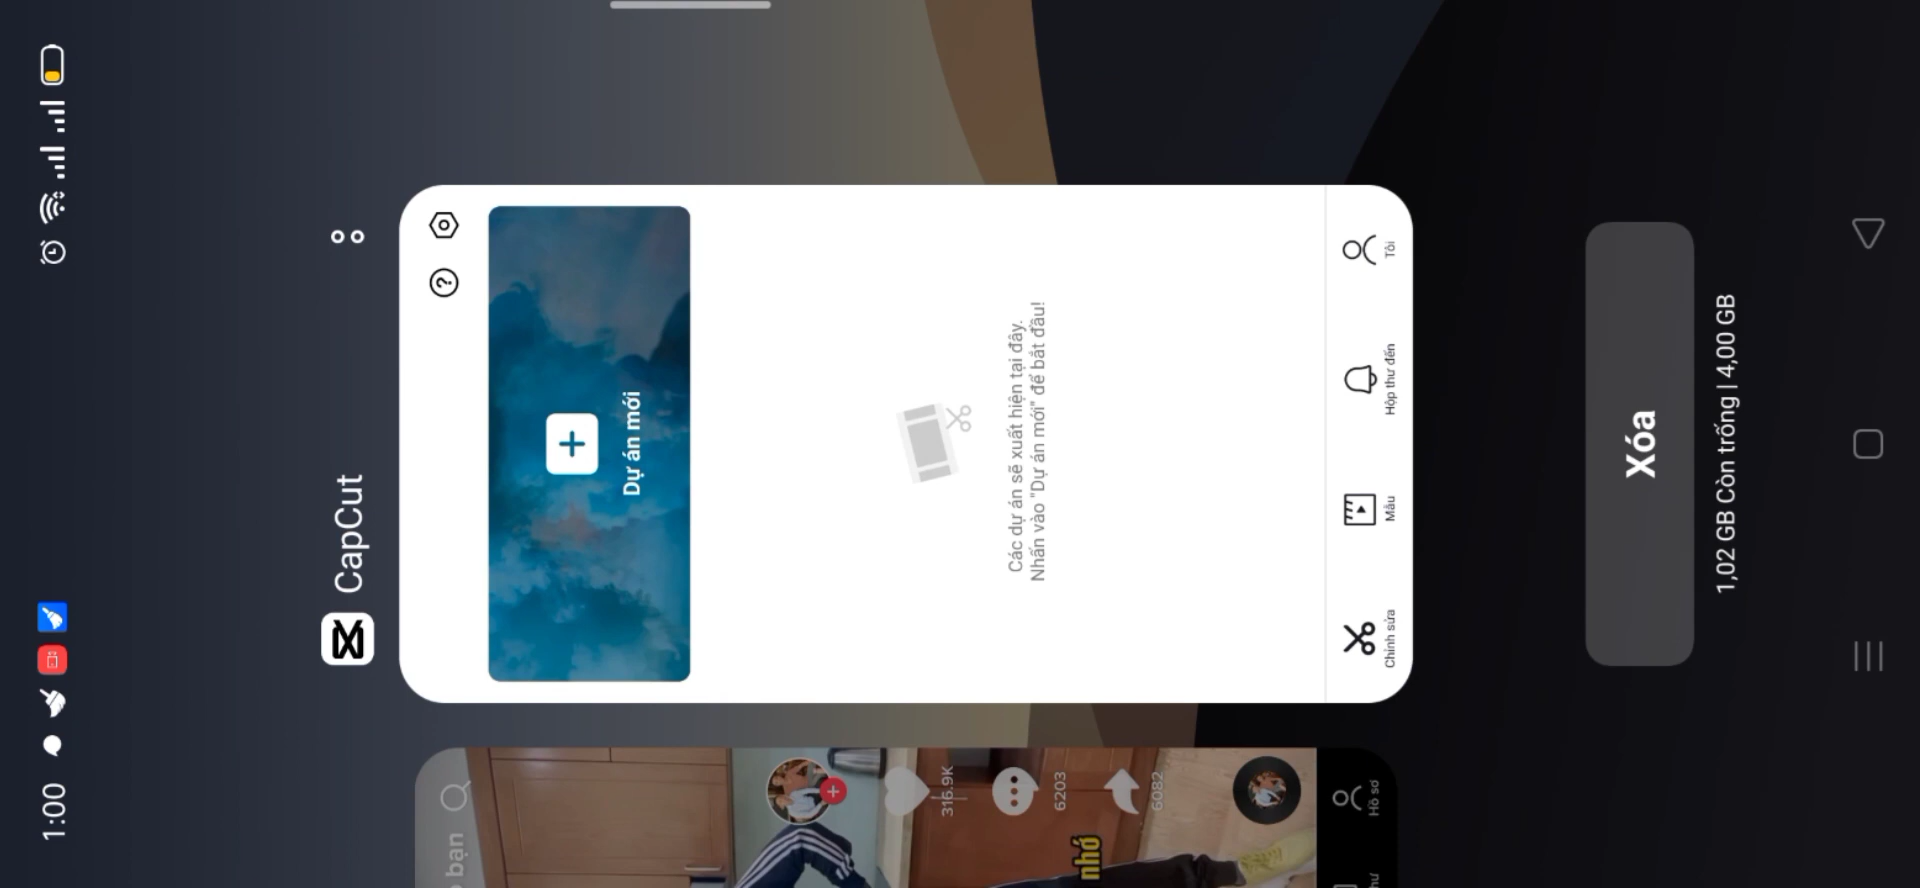 1:00
CapCut
Dự án mới
Các dự án sẽ xuất hiện tại đây.
Nhấn vào "Dự án mới" để bắt đầu!
Chỉnh sửa
Mẫu
Hộp thư đến
Tôi
bạn
316.9K
6203
6082
nhớ
Hồ sơ
Xóa
1,02 GB Còn trống | 4,00 GB